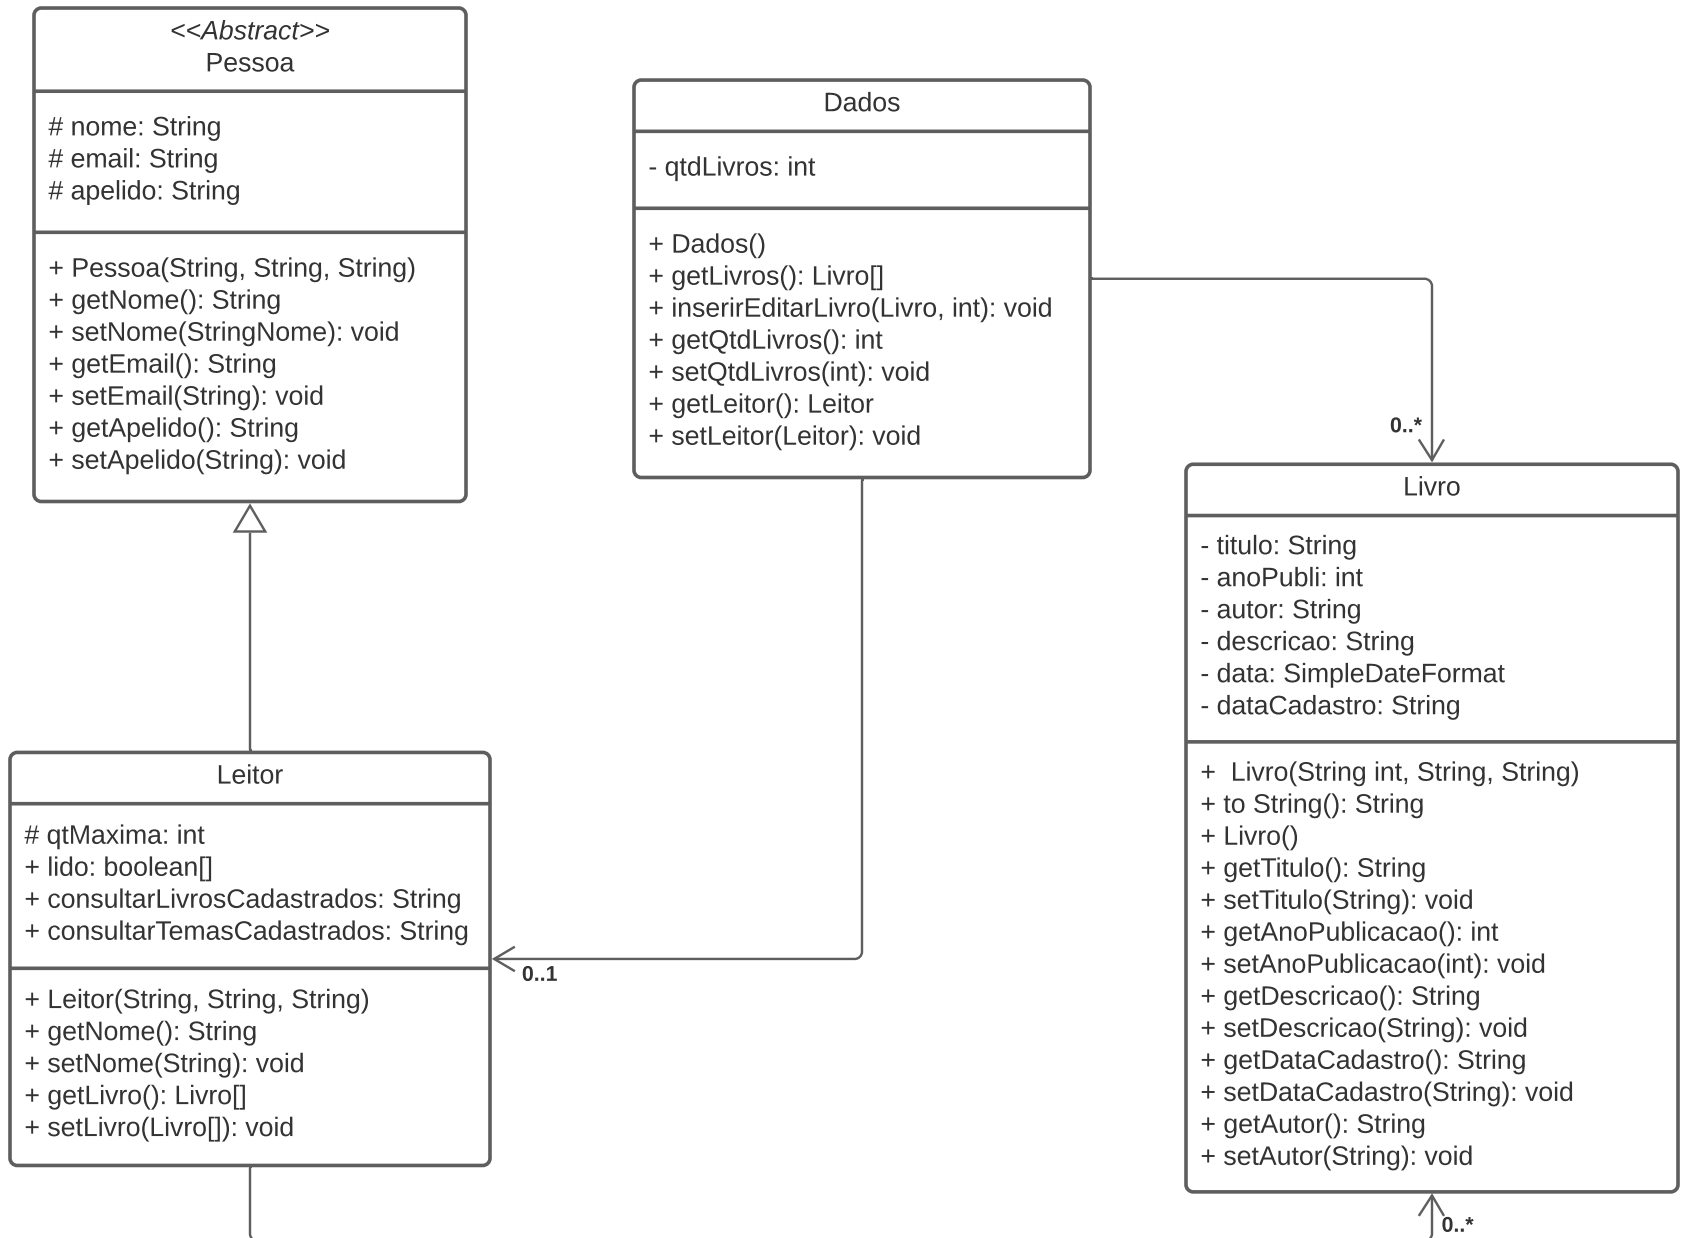 <<Abstract>>
Pessoa
# nome: String
# email: String
# apelido: String
+ Pessoa(String, String, String)
+ getNome(): String
+ setNome(StringNome): void
+ getEmail(): String
+ setEmail(String): void
+ getApelido(): String
+ setApelido(String): void
Dados
- qtdLivros: int
+ Dados()
+ getLivros(): Livro[]
+ inserirEditarLivro(Livro, int): void
+ getQtdLivros(): int
+ setQtdLivros(int): void
+ getLeitor(): Leitor
+ setLeitor(Leitor): void
0..*
Livro
- titulo: String
- anoPubli: int
- autor: String
- descricao: String
- data: SimpleDateFormat
- dataCadastro: String
+  Livro(String int, String, String)
+ to String(): String
+ Livro()
+ getTitulo(): String
+ setTitulo(String): void
+ getAnoPublicacao(): int
+ setAnoPublicacao(int): void
+ getDescricao(): String
+ setDescricao(String): void
+ getDataCadastro(): String
+ setDataCadastro(String): void
+ getAutor(): String
+ setAutor(String): void
Leitor
# qtMaxima: int
+ lido: boolean[]
+ consultarLivrosCadastrados: String
+ consultarTemasCadastrados: String
+ Leitor(String, String, String)
+ getNome(): String
+ setNome(String): void
+ getLivro(): Livro[]
+ setLivro(Livro[]): void
0..1
0..*